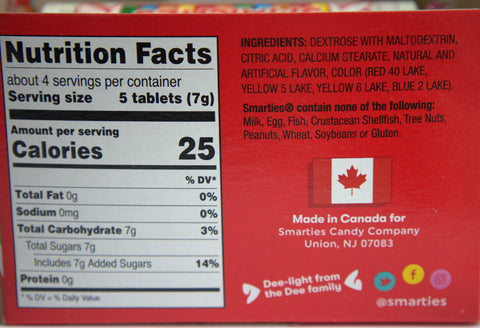 Nutrition Facts
about 4 servings per container
Serving size 5 tablets (7g)
Amount per serving
Calories 25
% DV*
Total Fat 0g 0%
Sodium 0mg 0%
Total Carbohydrate 7g 3%
Total Sugars 7g
Includes 7g Added Sugars 14%
Protein 0g
* % DV = % Daily Value
INGREDIENTS: DEXTROSE WITH MALTODEXTRIN,
CITRIC ACID, CALCIUM STEARATE, NATURAL AND
ARTIFICIAL FLAVOR, COLOR (RED 40 LAKE,
YELLOW 5 LAKE, YELLOW 6 LAKE, BLUE 2 LAKE).
Smarties® contain none of the following:
Milk, Egg, Fish, Crustacean Shellfish, Tree Nuts,
Peanuts, Wheat, Soybeans or Gluten.
Made in Canada for
Smarties Candy Company
Union, NJ 07083
Dee-light from
the Dee family
@smarties